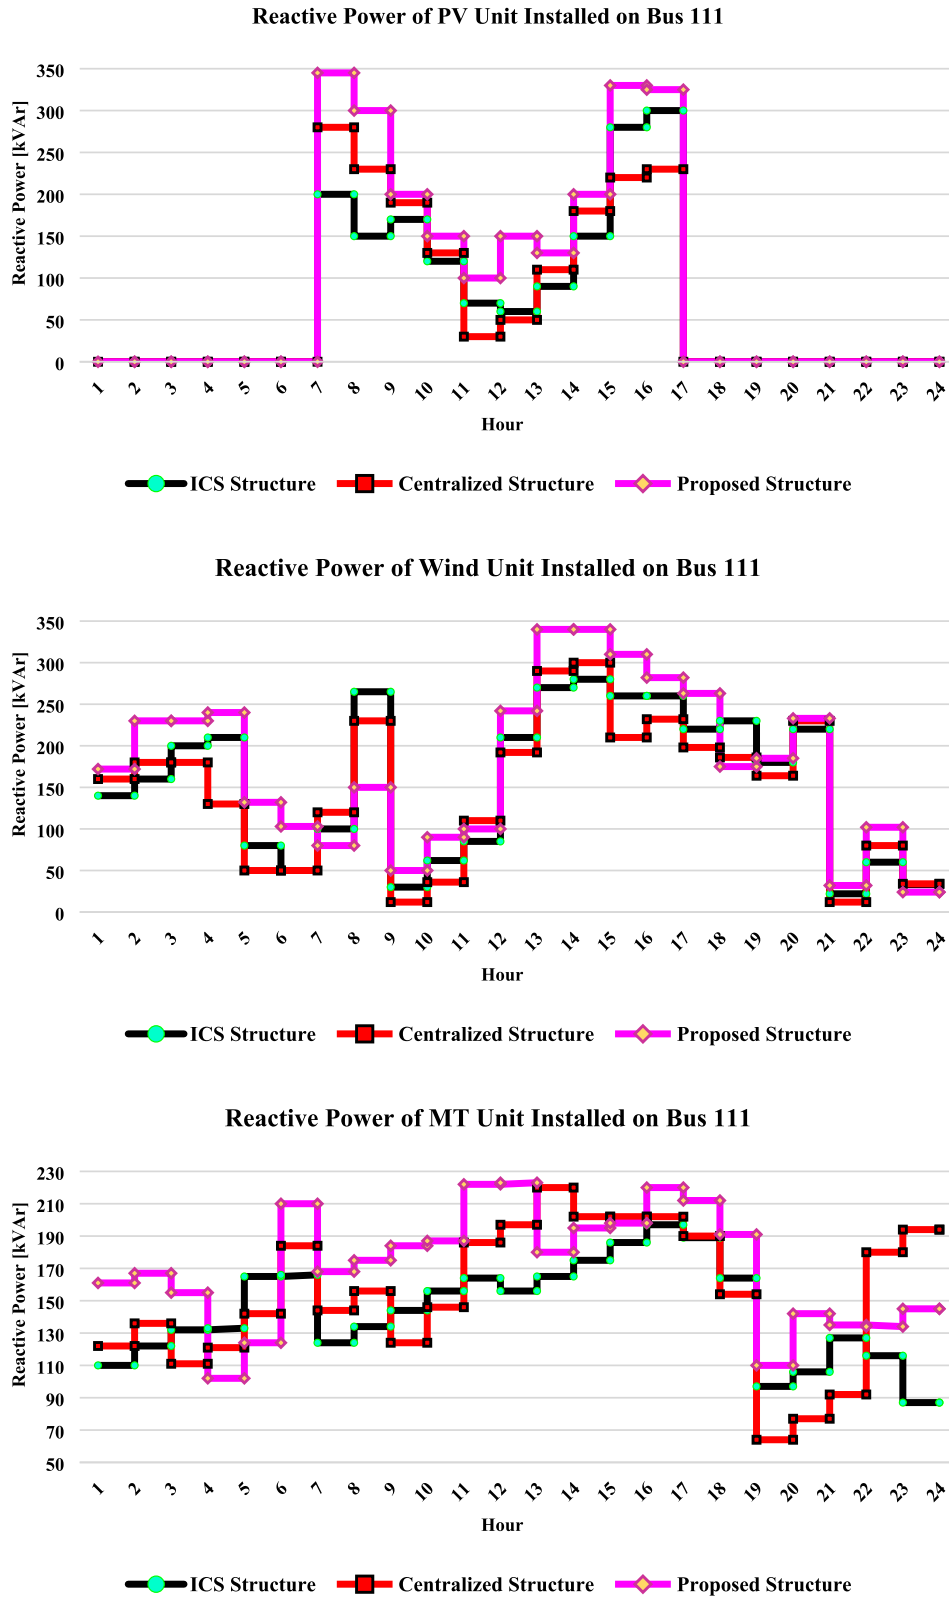 Reactive Power of PV Unit Installed on Bus 111
Reactive Power [kVAr]
350
300
250
200
150
100
50
0
1 2 3 4 5 6 7 8 9 10 11 12 13 14 15 16 17 18 19 20 21 22 23 24
Hour
ICS Structure Centralized Structure Proposed Structure
Reactive Power of Wind Unit Installed on Bus 111
Reactive Power [kVAr]
350
300
250
200
150
100
50
0
1 2 3 4 5 6 7 8 9 10 11 12 13 14 15 16 17 18 19 20 21 22 23 24
Hour
ICS Structure Centralized Structure Proposed Structure
Reactive Power of MT Unit Installed on Bus 111
Reactive Power [kVAr]
230
210
190
170
150
130
110
90
70
50
1 2 3 4 5 6 7 8 9 10 11 12 13 14 15 16 17 18 19 20 21 22 23 24
Hour
ICS Structure Centralized Structure Proposed Structure